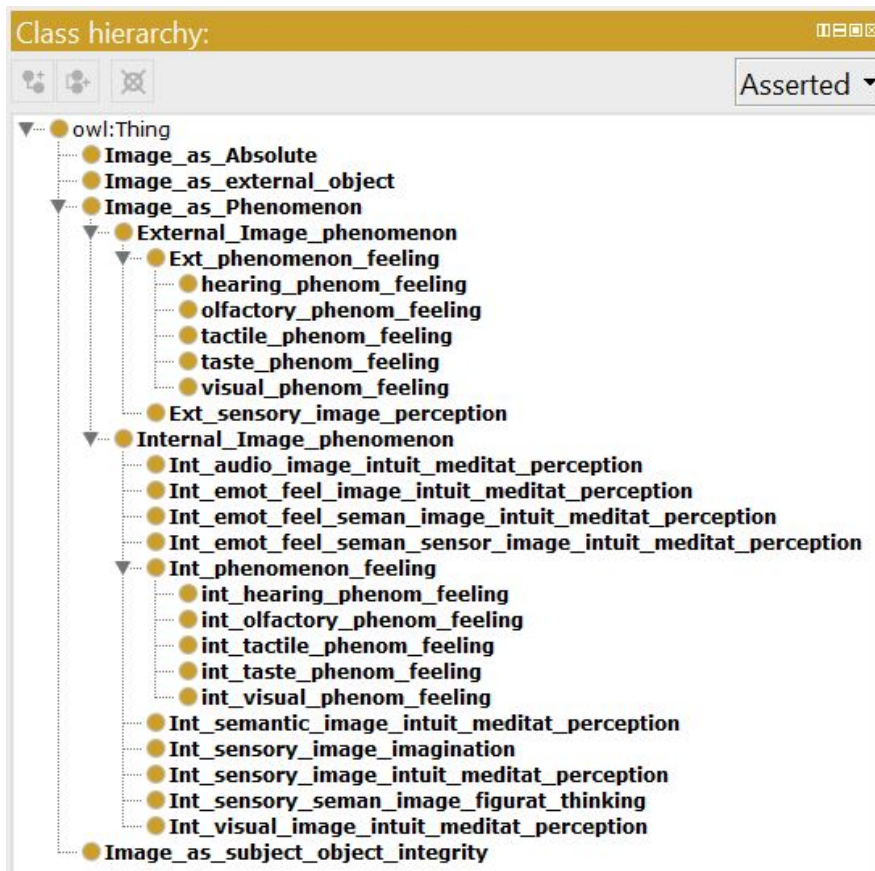 Class hierarchy:
Asserted
owl:Thing
Image_as_Absolute
Image_as_external_object
Image_as_Phenomenon
External_Image_phenomenon
Ext_phenomenon_feeling
hearing_phenom_feeling
olfactory_phenom_feeling
tactile_phenom_feeling
taste_phenom_feeling
visual_phenom_feeling
Ext_sensory_image_perception
Internal_Image_phenomenon
Int_audio_image_intuit_meditat_perception
Int_emot_feel_image_intuit_meditat_perception
Int_emot_feel_seman_image_intuit_meditat_perception
Int_emot_feel_seman_sensor_image_intuit_meditat_perception
Int_phenomenon_feeling
int_hearing_phenom_feeling
int_olfactory_phenom_feeling
int_tactile_phenom_feeling
int_taste_phenom_feeling
int_visual_phenom_feeling
Int_semantic_image_intuit_meditat_perception
Int_sensory_image_imagination
Int_sensory_image_intuit_meditat_perception
Int_sensory_seman_image_figurat_thinking
Int_visual_image_intuit_meditat_perception
Image_as_subject_object_integrity